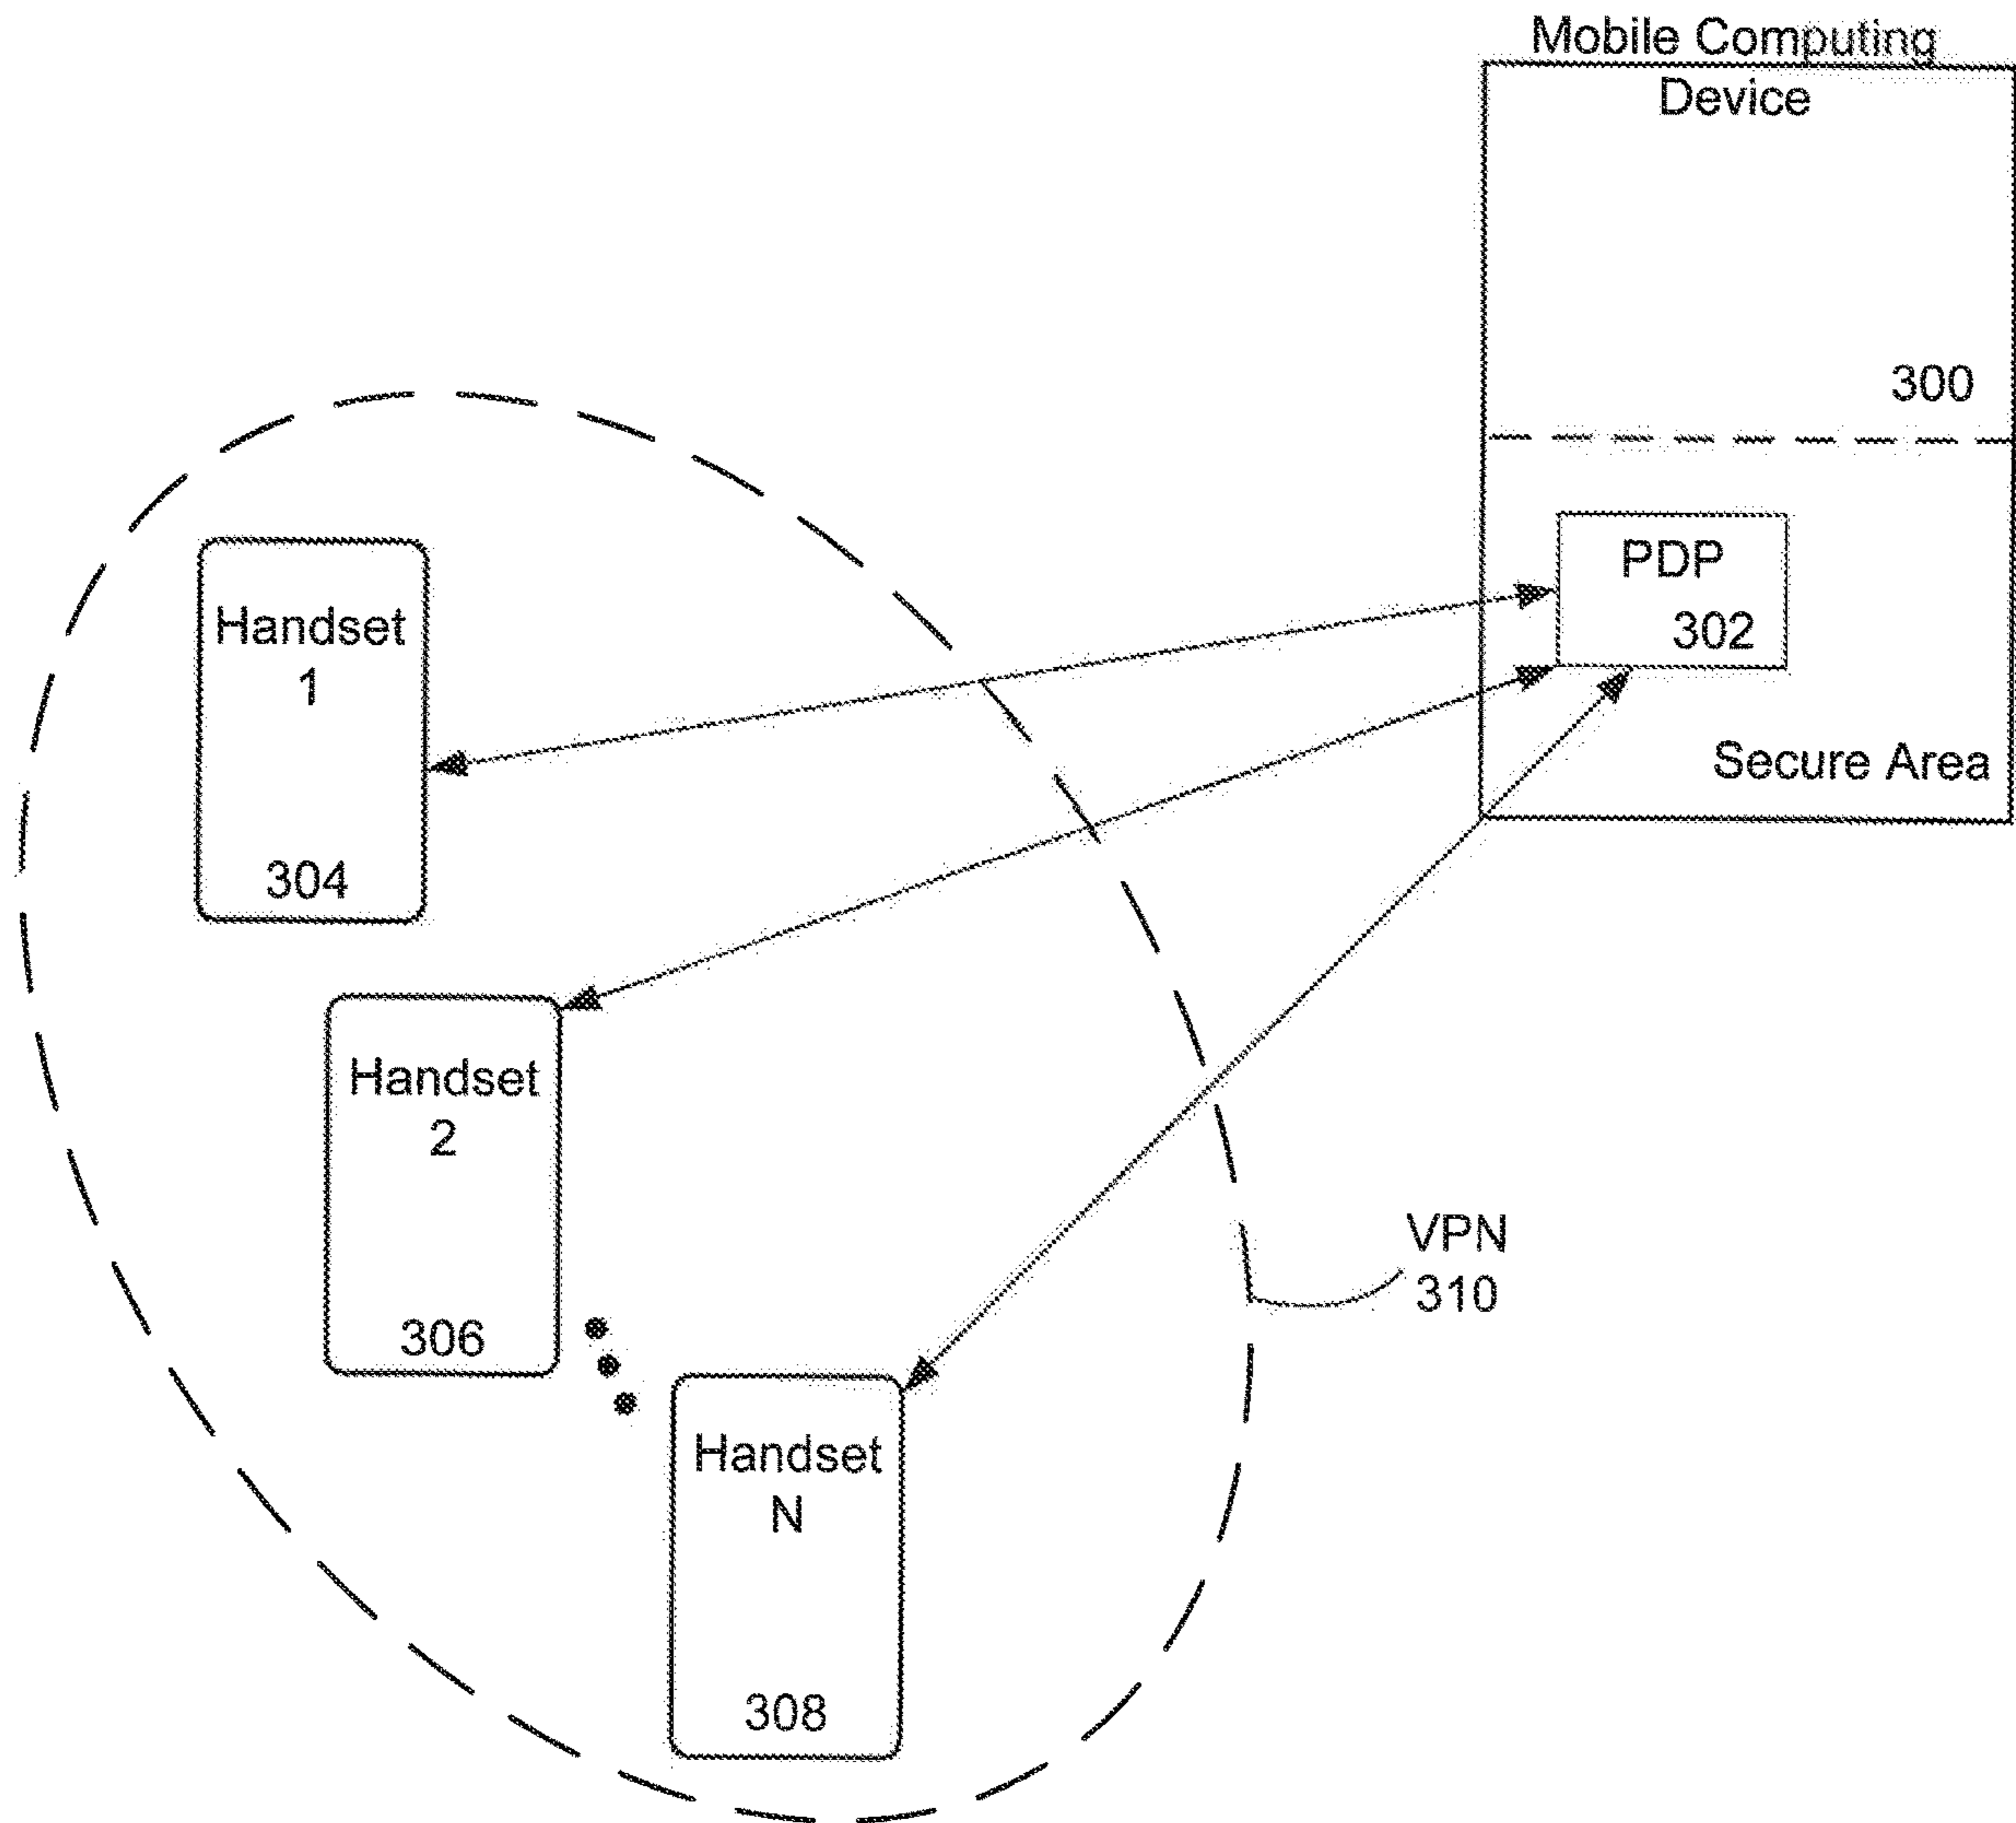 Mobile Computing
Device
300
PDP
302
Secure Area
Handset
1
304
Handset
2
306
Handset
N
308
VPN
310